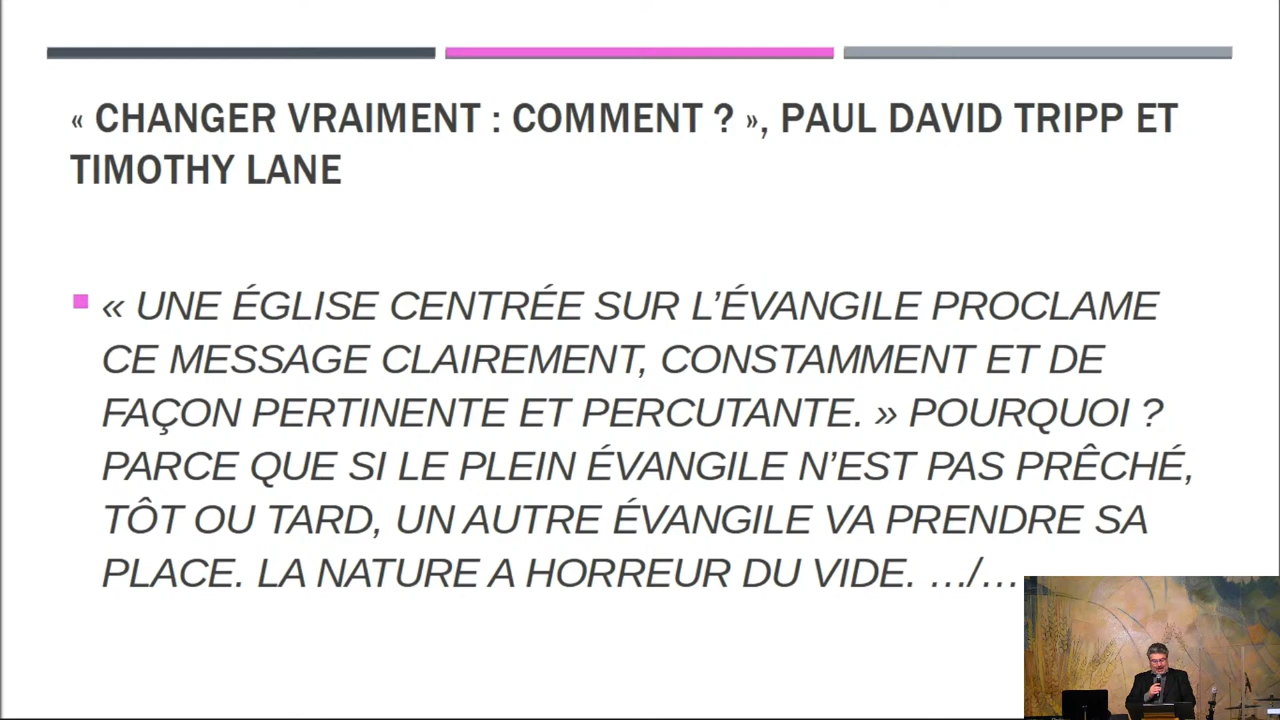 « CHANGER VRAIMENT : COMMENT ? », PAUL DAVID TRIPP ET
TIMOTHY LANE
« UNE ÉGLISE CENTRÉE SUR L’ÉVANGILE PROCLAME
CE MESSAGE CLAIREMENT, CONSTAMMENT ET DE
FAÇON PERTINENTE ET PERCUTANTE. » POURQUOI ?
PARCE QUE SI LE PLEIN ÉVANGILE N’EST PAS PRÊCHÉ,
TÔT OU TARD, UN AUTRE ÉVANGILE VA PRENDRE SA
PLACE. LA NATURE A HORREUR DU VIDE. …/…